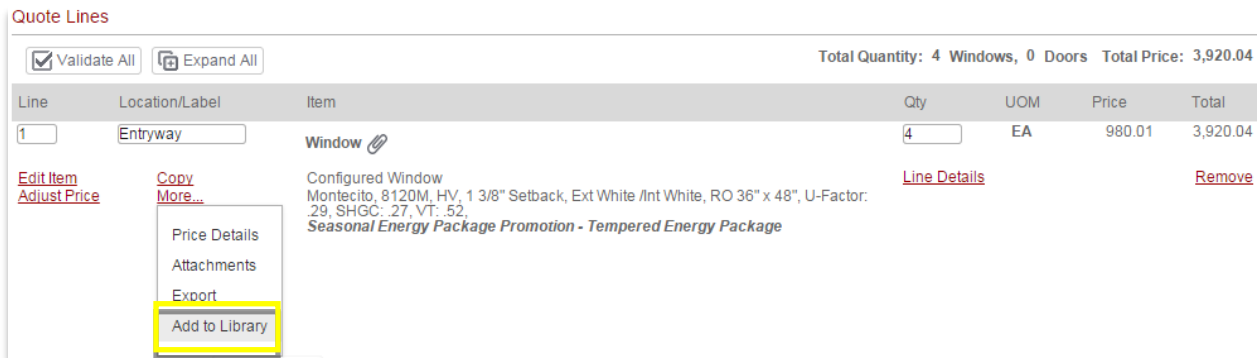 Quote Lines
Validate All Expand All Total Quantity: 4 Windows, 0 Doors Total Price: 3,920.04
Line Location/Label Item Qty UOM Price Total
1 Entryway Window 4 EA 980.01 3,920.04
Edit Item Copy Configured Window Line Details Remove
Adjust Price More... Montecito, 8120M, HV, 1 3/8" Setback, Ext White /Int White, RO 36" x 48", U-Factor:
.29, SHGC: .27, VT: .52,
Seasonal Energy Package Promotion - Tempered Energy Package
Price Details
Attachments
Export
Add to Library